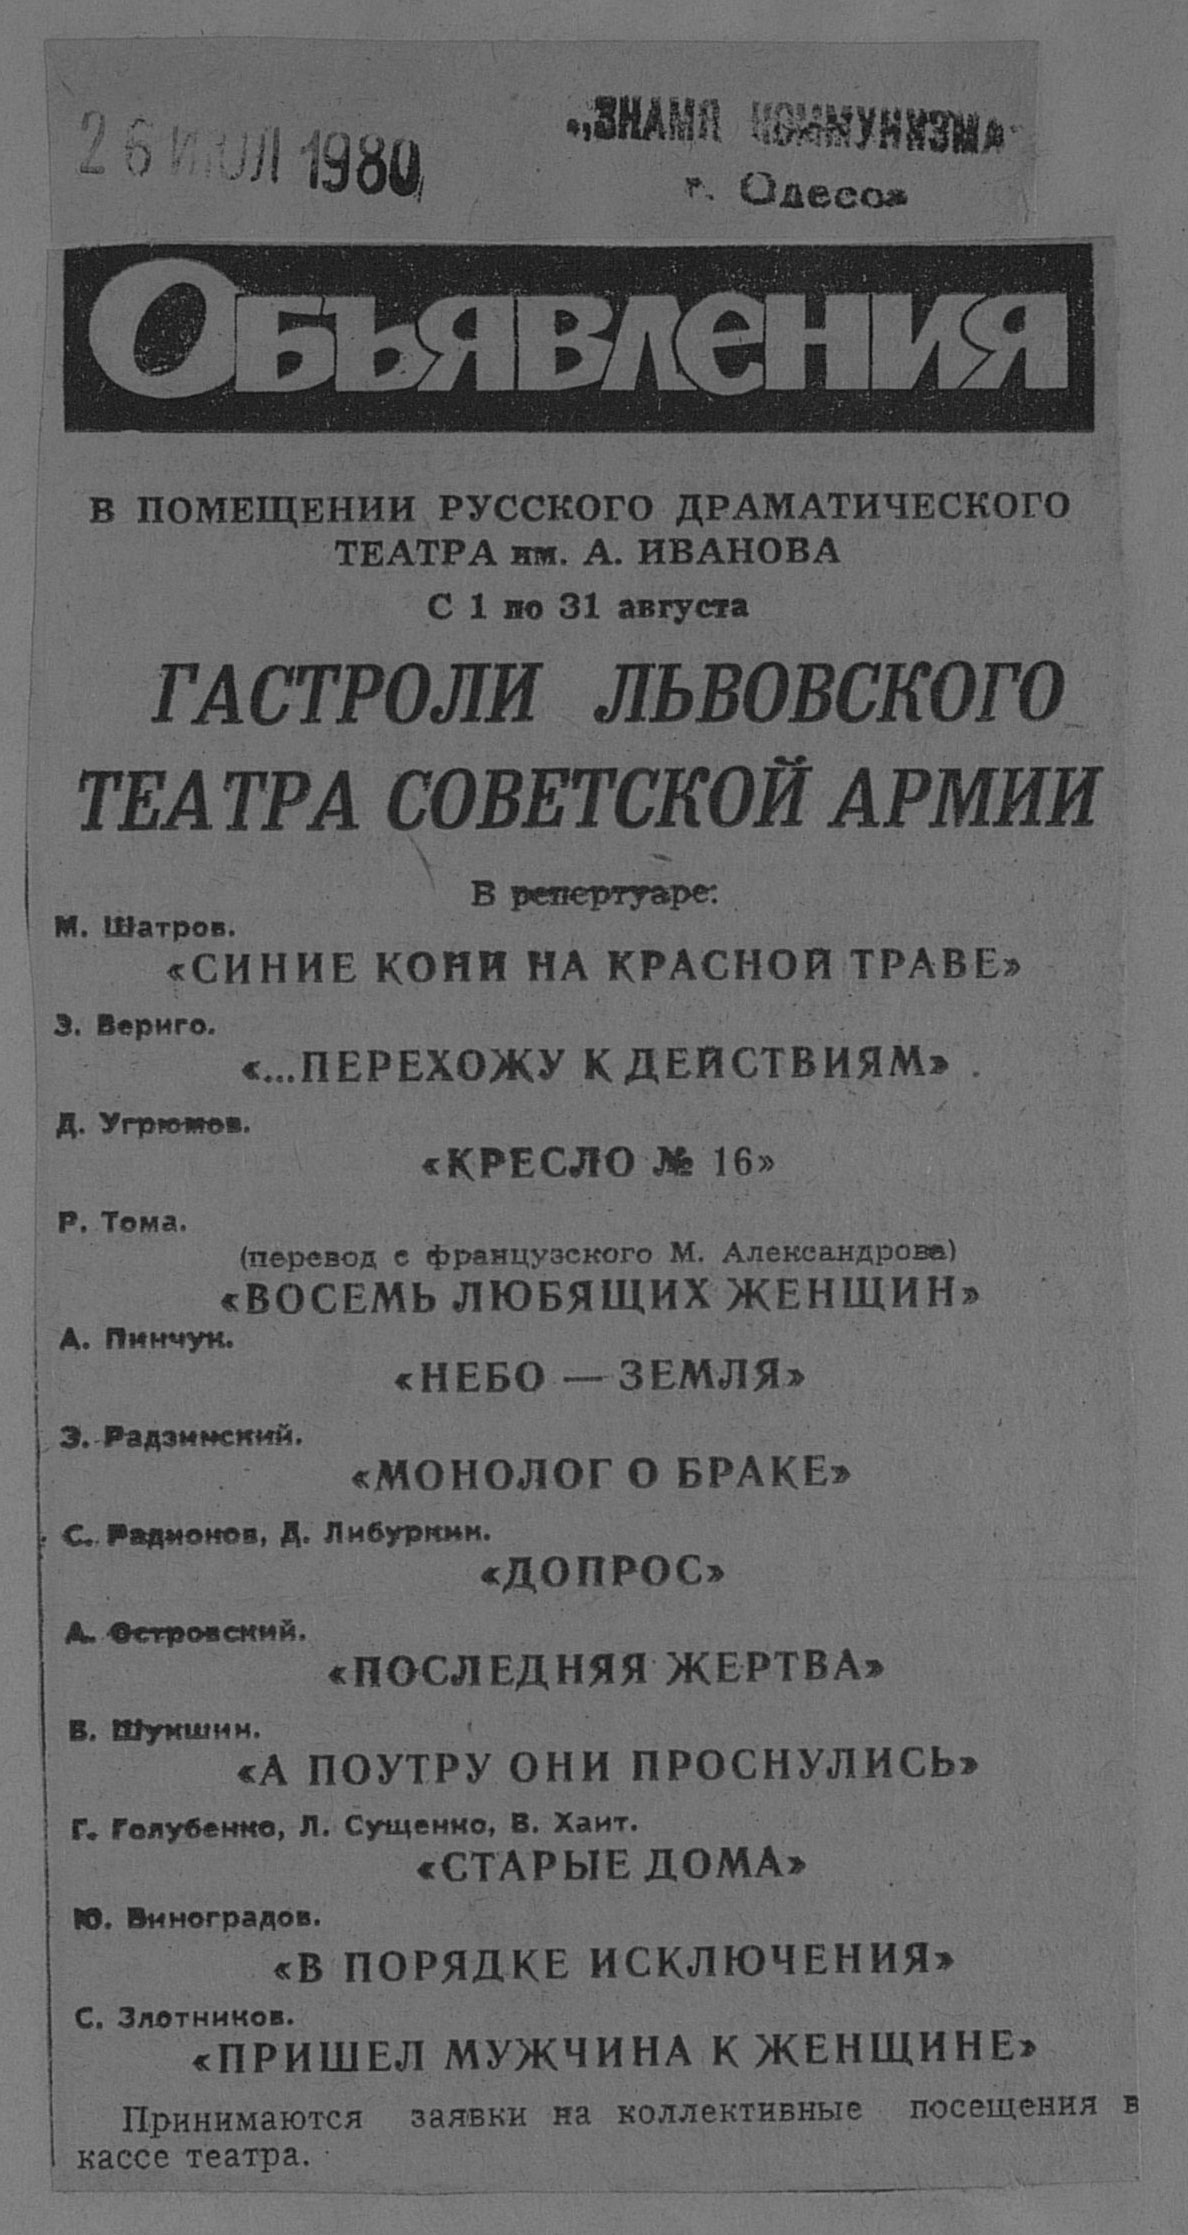 26 ИЮЛ 1980
„ЗНАМЯ КОММУНИЗМА“
г. Одесса
Объявления
В ПОМЕЩЕНИИ РУССКОГО ДРАМАТИЧЕСКОГО
ТЕАТРА им. А. ИВАНОВА
С 1 по 31 августа
ГАСТРОЛИ ЛЬВОВСКОГО
ТЕАТРА СОВЕТСКОЙ АРМИИ
В репертуаре:
М. Шатров.
«СИНИЕ КОНИ НА КРАСНОЙ ТРАВЕ»
З. Вериго.
«...ПЕРЕХОЖУ К ДЕЙСТВИЯМ»
Д. Угрюмов.
«КРЕСЛО № 16»
Р. Тома.
(перевод с французского М. Александрова)
«ВОСЕМЬ ЛЮБЯЩИХ ЖЕНЩИН»
А. Пинчук.
«НЕБО — ЗЕМЛЯ»
Э. Радзинский.
«МОНОЛОГ О БРАКЕ»
С. Радионов, Д. Либуркин.
«ДОПРОС»
А. Островский.
«ПОСЛЕДНЯЯ ЖЕРТВА»
В. Шукшин.
«А ПОУТРУ ОНИ ПРОСНУЛИСЬ»
Г. Голубенко, Л. Сущенко, В. Хаит.
«СТАРЫЕ ДОМА»
Ю. Виноградов.
«В ПОРЯДКЕ ИСКЛЮЧЕНИЯ»
С. Злотников.
«ПРИШЕЛ МУЖЧИНА К ЖЕНЩИНЕ»
Принимаются заявки на коллективные посещения в
кассе театра.